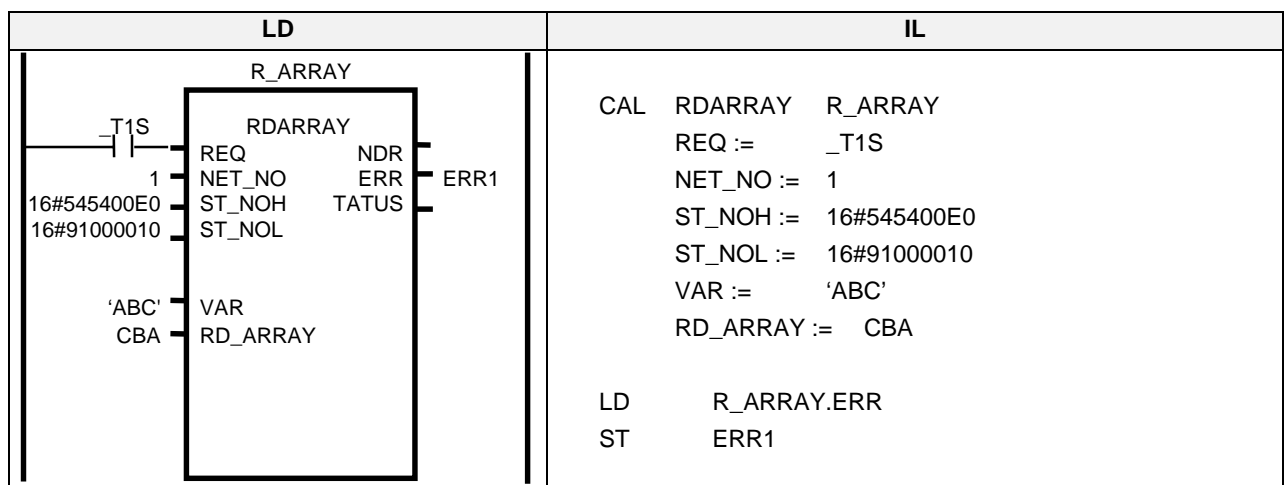 LD
IL
R_ARRAY
_T1S
RDARRAY
REQ NDR
1 NET_NO ERR ERR1
16#545400E0 ST_NOH TATUS
16#91000010 ST_NOL
‘ABC’ VAR
CBA RD_ARRAY
CAL RDARRAY R_ARRAY
REQ := _T1S
NET_NO := 1
ST_NOH := 16#545400E0
ST_NOL := 16#91000010
VAR := ‘ABC’
RD_ARRAY := CBA
LD R_ARRAY.ERR
ST ERR1